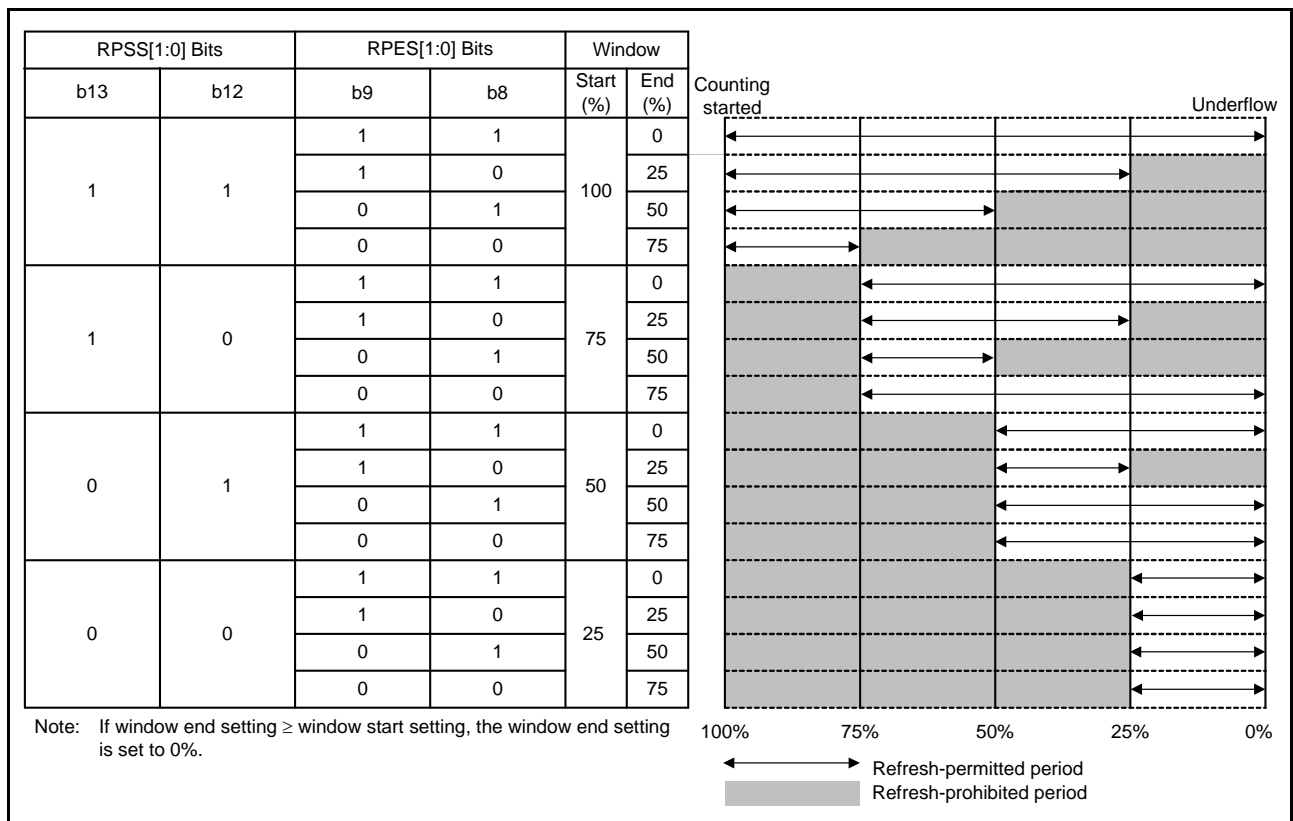 RPSS[1:0] Bits RPES[1:0] Bits Window
b13 b12 b9 b8 Start (%) End (%)
Counting started Underflow
1 1 1 1 100 0
1 0 25
0 1 50
0 0 75
1 0 1 1 75 0
1 0 25
0 1 50
0 0 75
0 1 1 1 50 0
1 0 25
0 1 50
0 0 75
0 0 1 1 25 0
1 0 25
0 1 50
0 0 75
Note: If window end setting ≥ window start setting, the window end setting
is set to 0%.
100% 75% 50% 25% 0%
Refresh-permitted period
Refresh-prohibited period